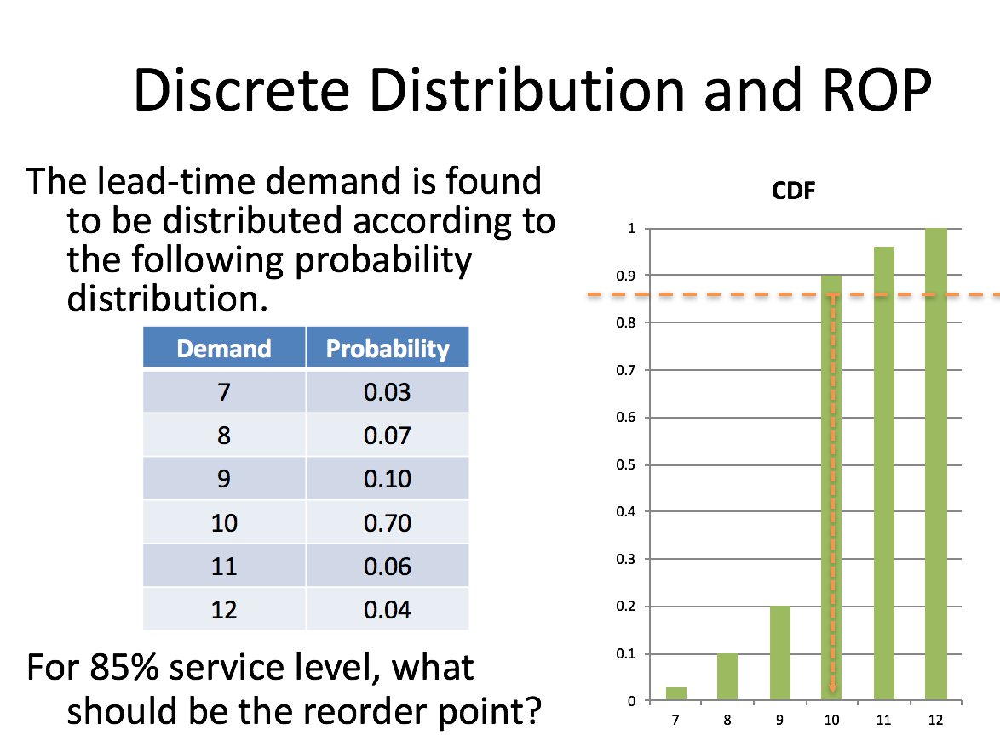 Discrete Distribution and ROP
The lead-time demand is found
to be distributed according to
the following probability
distribution.
Demand Probability
7 0.03
8 0.07
9 0.10
10 0.70
11 0.06
12 0.04
For 85% service level, what
should be the reorder point?
CDF
1
0.9
0.8
0.7
0.6
0.5
0.4
0.3
0.2
0.1
0
7 8 9 10 11 12